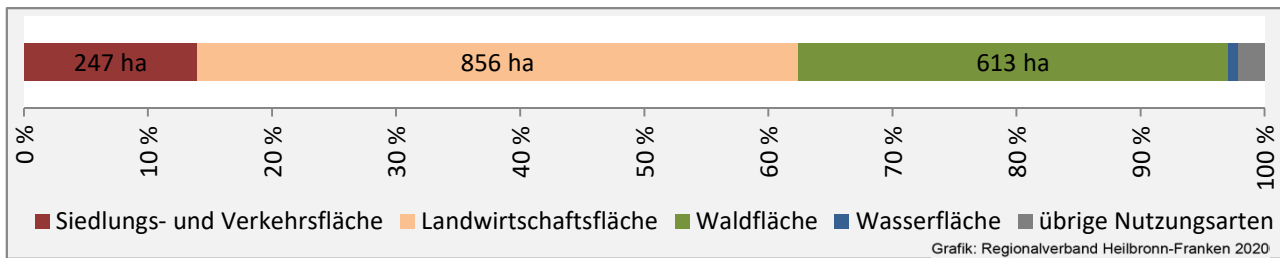 247 ha 856 ha 613 ha
0 % 10 % 20 % 30 % 40 % 50 % 60 % 70 % 80 % 90 % 100 %
Siedlungs- und Verkehrsfläche Landwirtschaftsfläche Waldfläche Wasserfläche übrige Nutzungsarten
Grafik: Regionalverband Heilbronn-Franken 2020